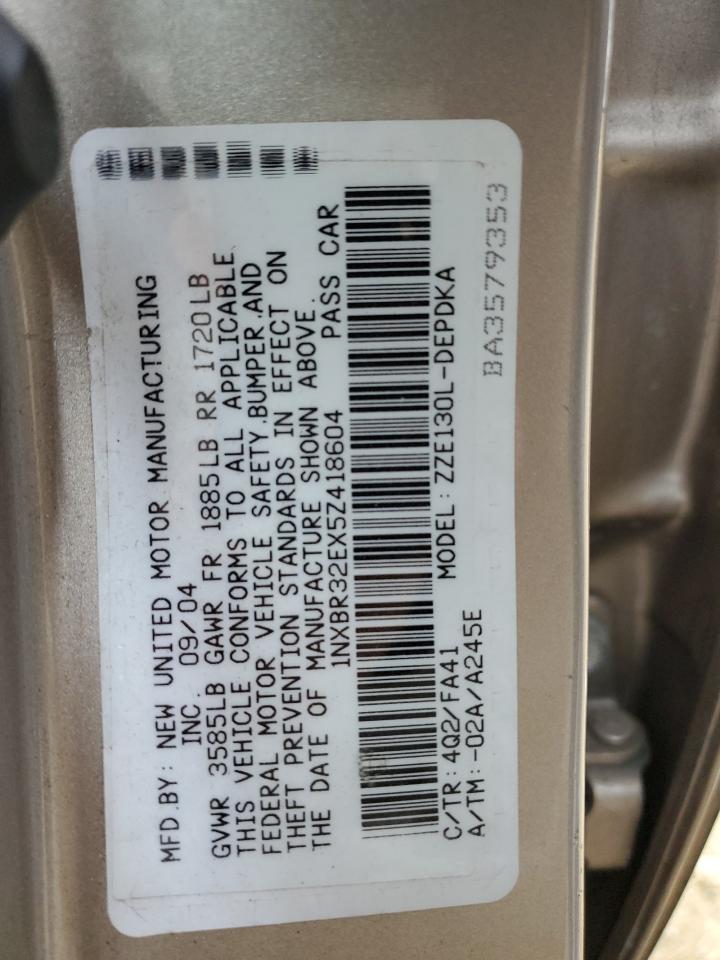 MFD.BY: NEW UNITED MOTOR MANUFACTURING
INC. 09/04
GVWR 3585LB GAWR FR 1885LB RR 1720LB
THIS VEHICLE CONFORMS TO ALL APPLICABLE
FEDERAL MOTOR VEHICLE SAFETY,BUMPER,AND
THEFT PREVENTION STANDARDS IN EFFECT ON
THE DATE OF MANUFACTURE SHOWN ABOVE.
1NXBR32EX5Z418604 PASS CAR
C/TR: 4Q2/FA41 MODEL: ZZE130L-DEPDKA
A/TM: -02A/A245E
BA3579353